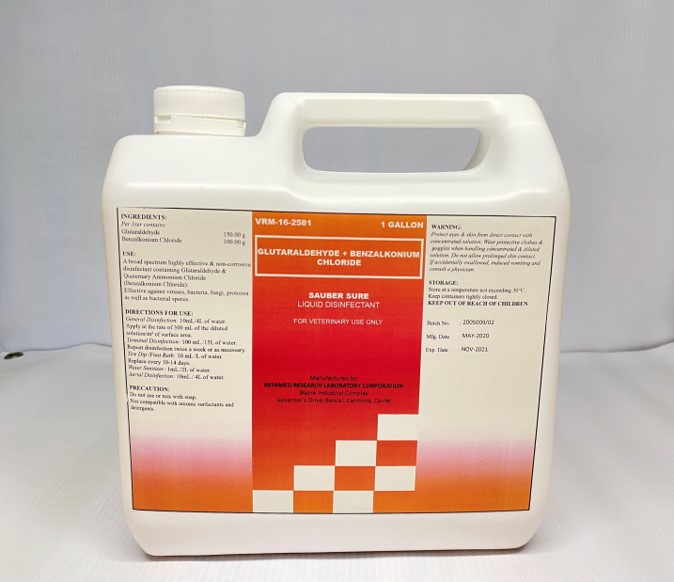 INGREDIENTS:
Per liter contains:
Glutaraldehyde 150.00 g
Benzalkonium Chloride 100.00 g
USE:
A broad spectrum highly effective & non-corrosive
disinfectant containing Glutaraldehyde &
Quaternary Ammonium Chloride
(Benzalkonium Chloride).
Effective against viruses, bacteria, fungi, protozoa
as well as bacterial spores.
DIRECTIONS FOR USE:
General Disinfection: 10mL/4L of water.
Apply at the rate of 300 ml of the diluted
solution/m² of surface area.
Terminal Disinfection: 100 mL/15L of water.
Repeat disinfection twice a week or as necessary.
Tire Dip/Foot Bath: 10 mL/L of water
Replace every 10-14 days.
Water Sanitizer: 1mL/2L of water
Aerial Disinfection: 10mL/4L of water.
PRECAUTION:
Do not use or mix with soap
Not compatible with anionic surfactants and
detergents.
VRM-16-2581 1 GALLON
GLUTARALDEHYDE + BENZALKONIUM
CHLORIDE
SAUBER SURE
LIQUID DISINFECTANT
FOR VETERINARY USE ONLY
Manufactured by:
BETAMED RESEARCH LABORATORY CORPORATION
Blaine Industrial Complex
Governor's Drive, Bancal, Carmona, Cavite
WARNING:
Protect eyes & skin from direct contact with
concentrated solution. Wear protective clothes &
goggles when handling concentrated & diluted
solution. Do not allow prolonged skin contact.
If accidentally swallowed, induced vomiting and
consult a physician.
STORAGE:
Store at a temperature not exceeding 30°C.
Keep containers tightly closed.
KEEP OUT OF REACH OF CHILDREN.
Batch No. : 2005009/02
Mfg. Date : MAY-2020
Exp. Date : NOV-2021